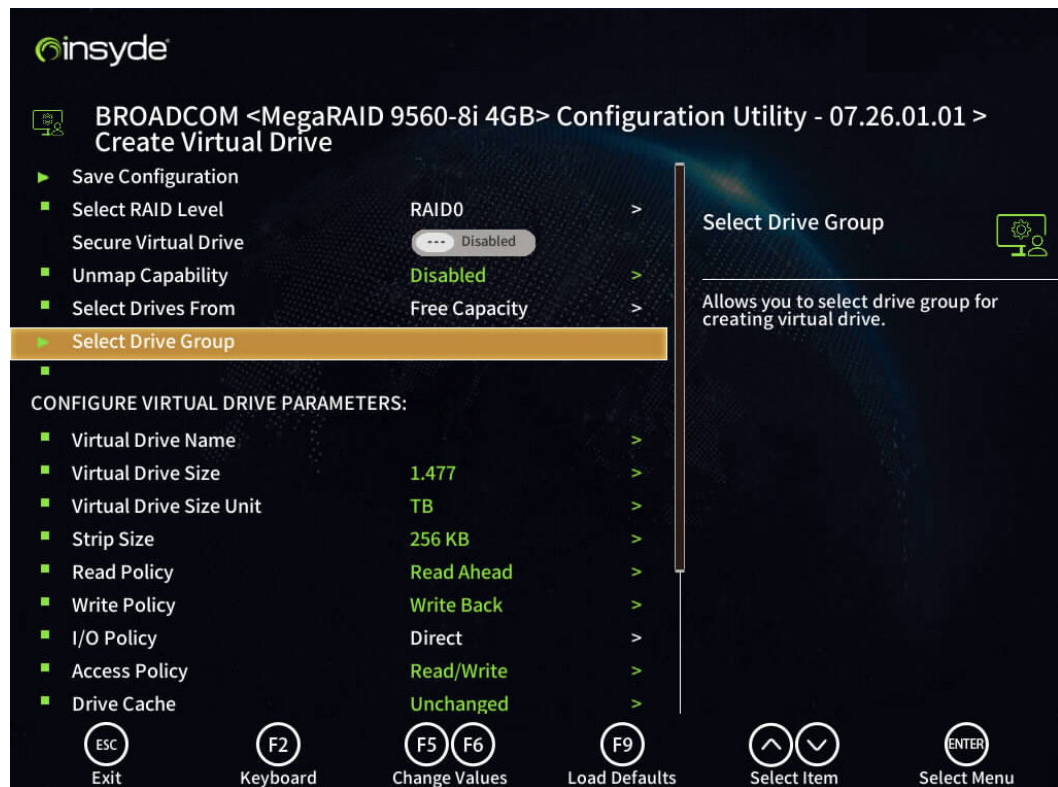 insyde
BROADCOM <MegaRAID 9560-8i 4GB> Configuration Utility - 07.26.01.01 >
Create Virtual Drive
Save Configuration
Select RAID Level RAID0 >
Secure Virtual Drive --- Disabled
Unmap Capability Disabled >
Select Drives From Free Capacity >
Select Drive Group
CONFIGURE VIRTUAL DRIVE PARAMETERS:
Virtual Drive Name >
Virtual Drive Size 1.477 >
Virtual Drive Size Unit TB >
Strip Size 256 KB >
Read Policy Read Ahead >
Write Policy Write Back >
I/O Policy Direct >
Access Policy Read/Write >
Drive Cache Unchanged >
Select Drive Group
Allows you to select drive group for
creating virtual drive.
ESC F2 F5 F6 F9 ENTER
Exit Keyboard Change Values Load Defaults Select Item Select Menu